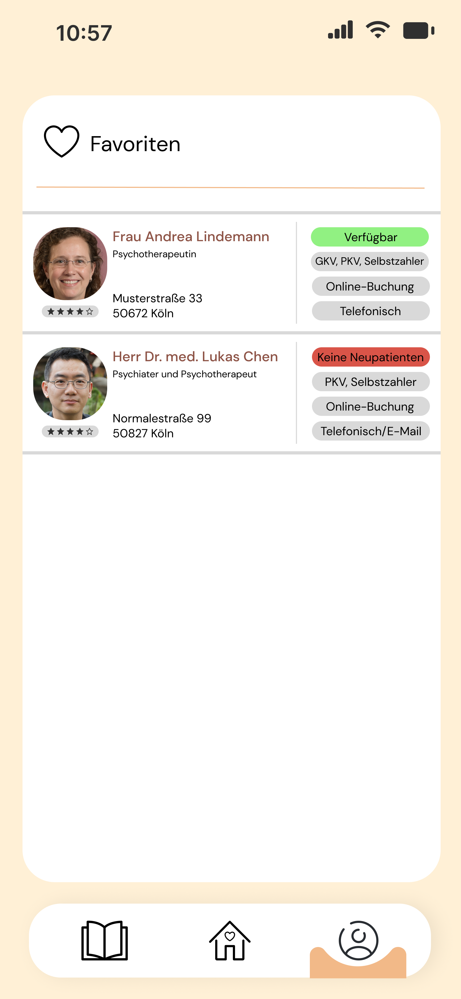 10:57
Favoriten
Frau Andrea Lindemann
Psychotherapeutin
Musterstraße 33
50672 Köln
Verfügbar
GKV, PKV, Selbstzahler
Online-Buchung
Telefonisch
Herr Dr. med. Lukas Chen
Psychiater und Psychotherapeut
Normalestraße 99
50827 Köln
Keine Neupatienten
PKV, Selbstzahler
Online-Buchung
Telefonisch/E-Mail